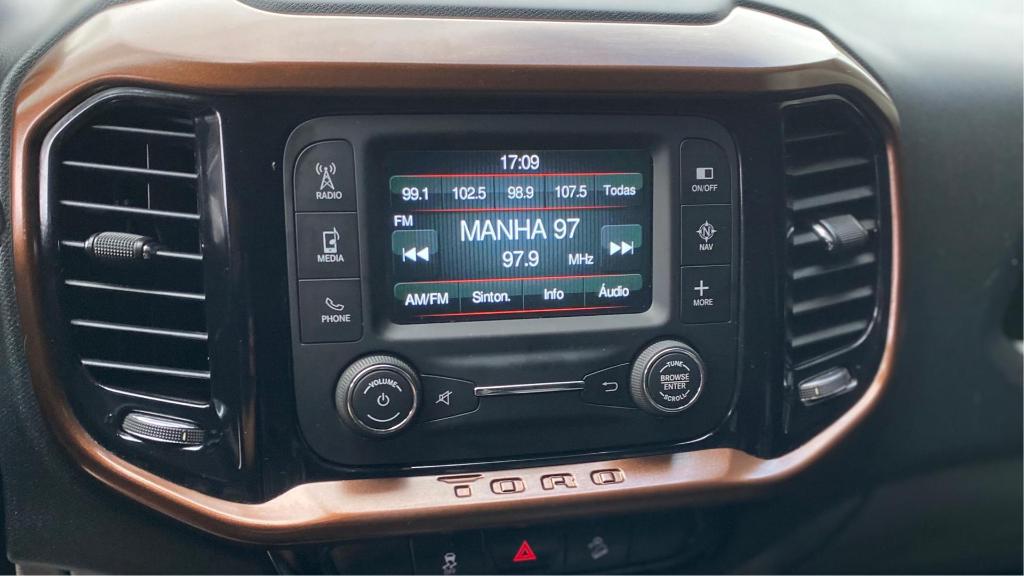 17:09
99.1 102.5 98.9 107.5 Todas
FM
MANHA 97
97.9 MHz
AM/FM Sinton. Info Áudio
RADIO
MEDIA
PHONE
ON/OFF
N
NAV
MORE
VOLUME
TUNE
BROWSE
ENTER
SCROLL
TORO